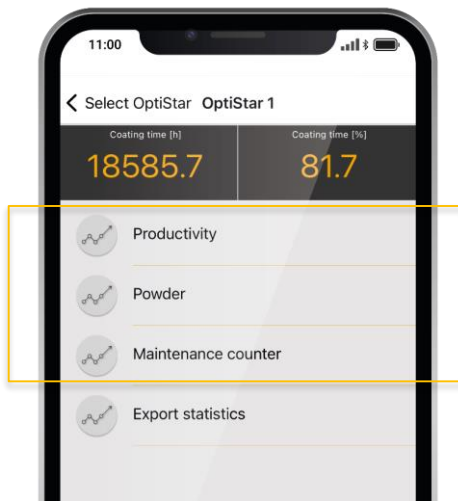 11:00
Select OptiStar OptiStar 1
Coating time [h] Coating time [%]
18585.7 81.7
Productivity
Powder
Maintenance counter
Export statistics